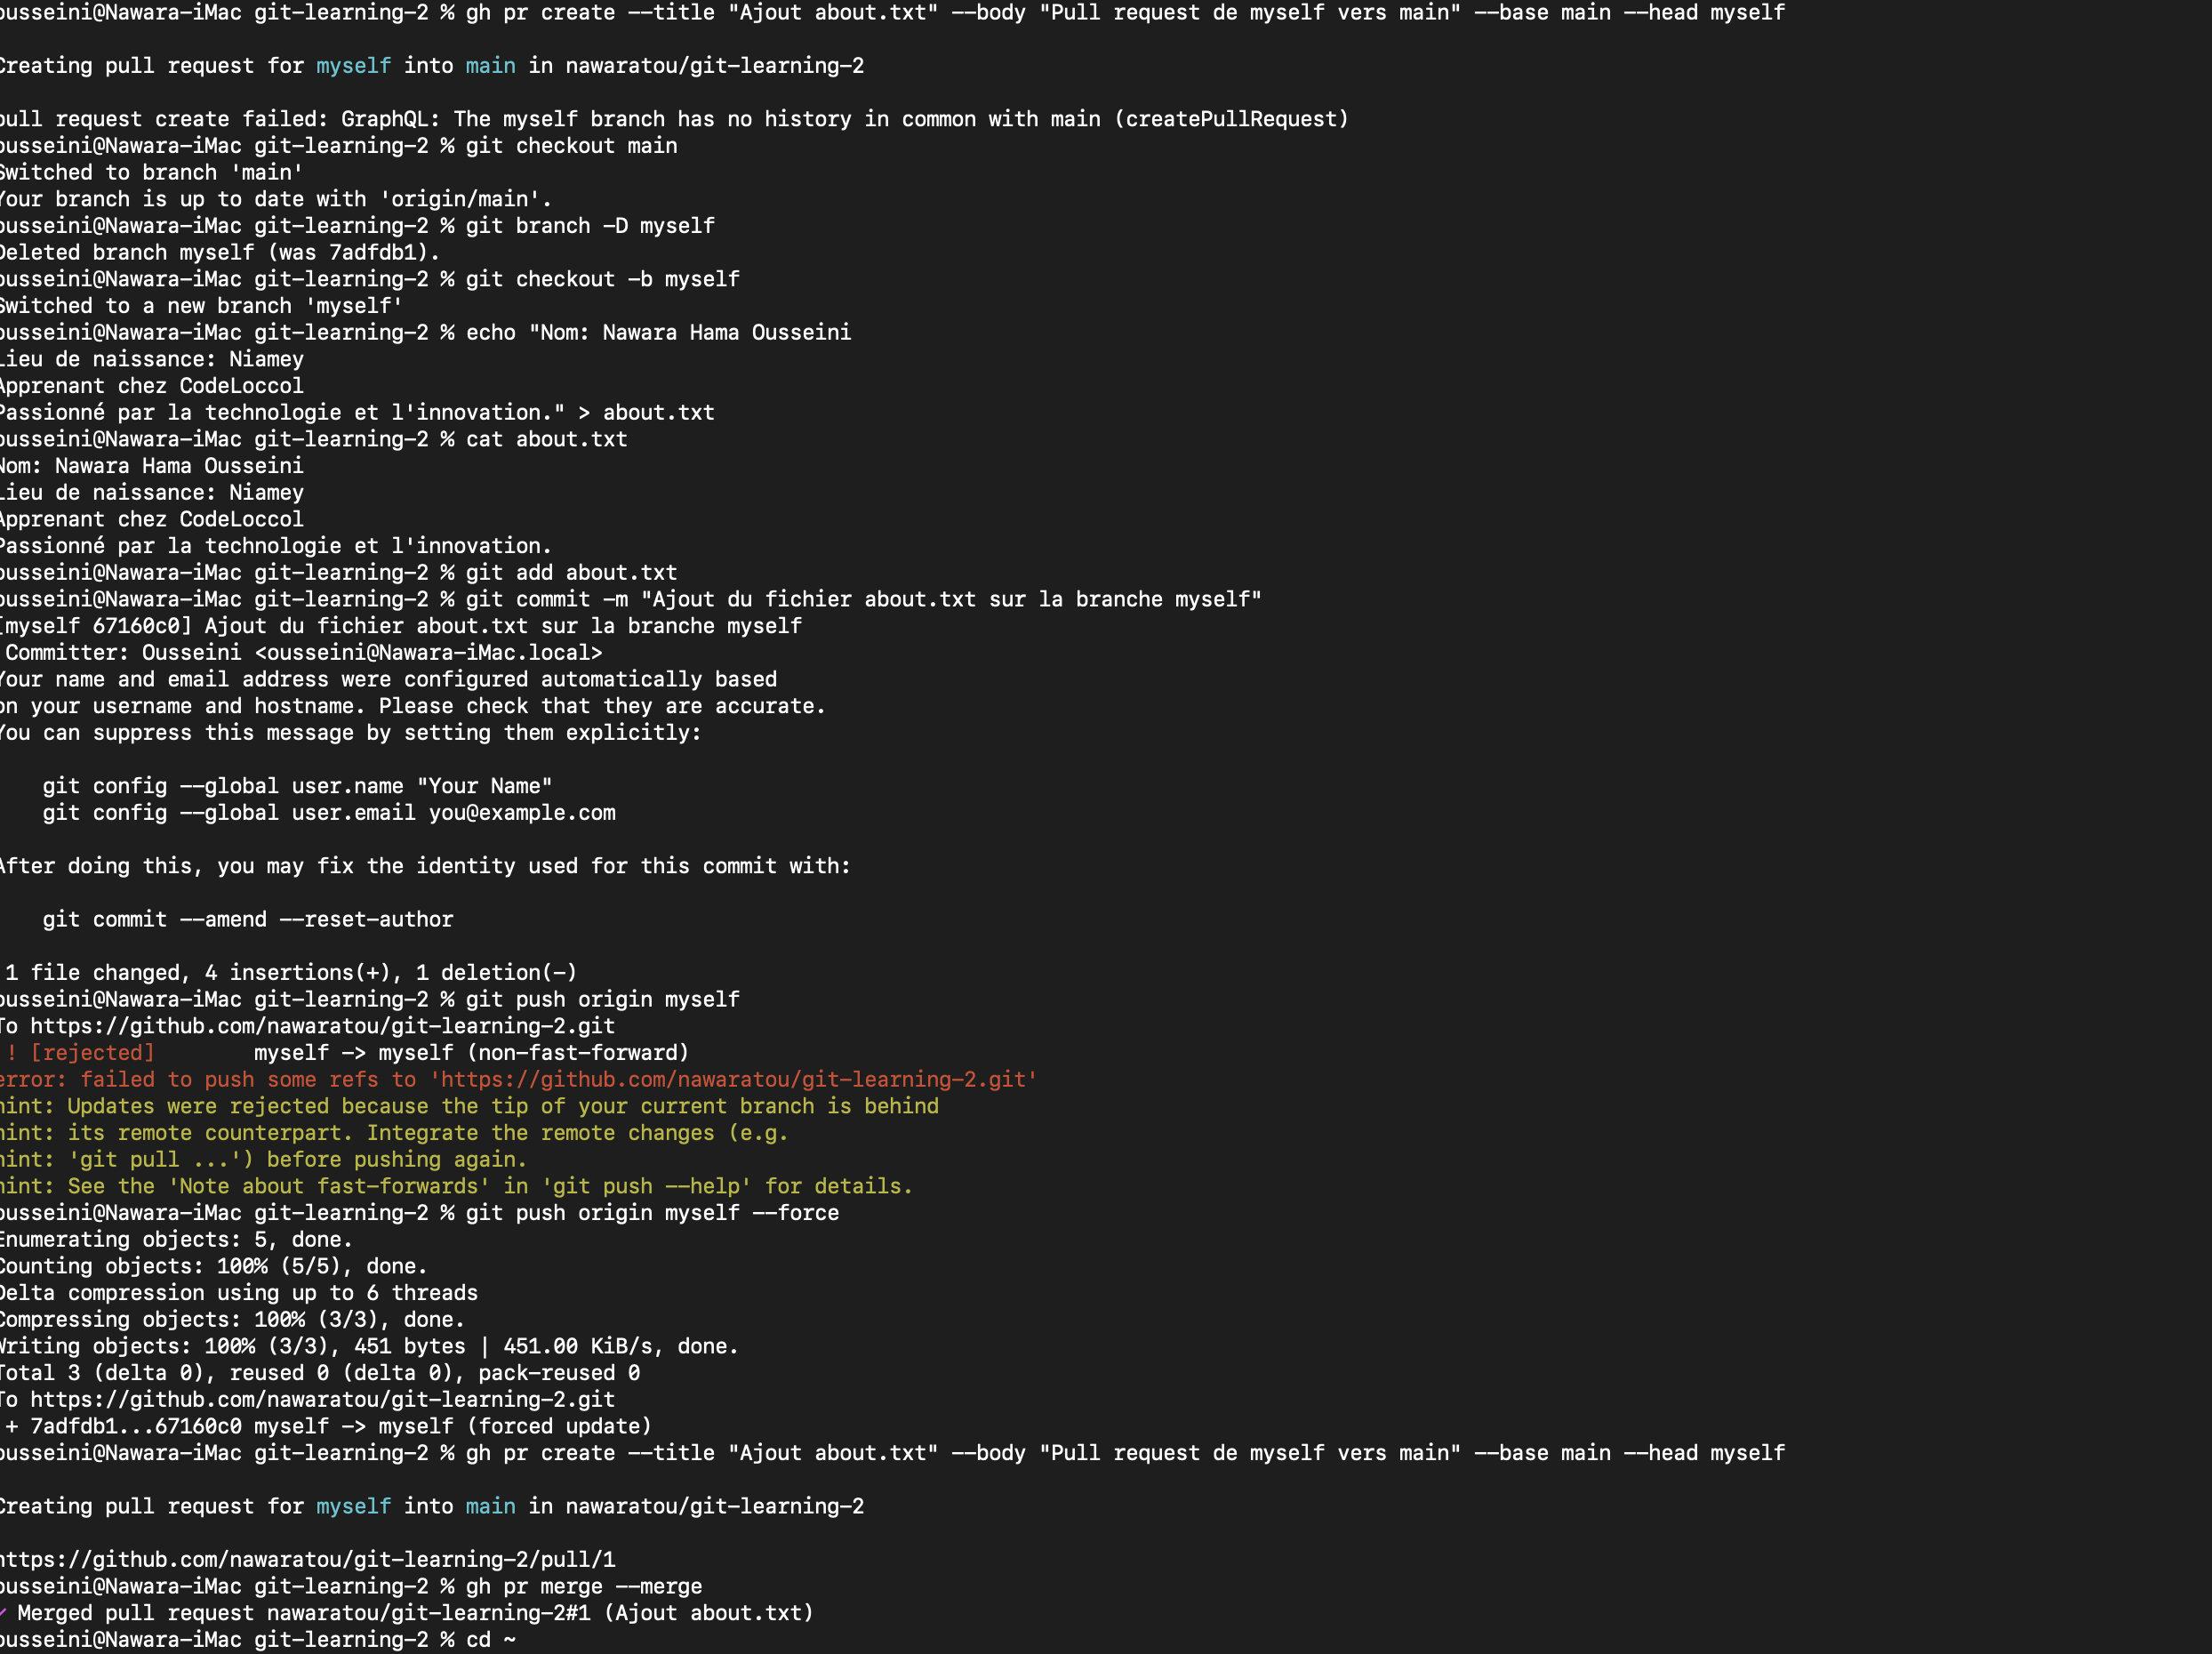 ousseini@Nawara-iMac git-learning-2 % gh pr create --title "Ajout about.txt" --body "Pull request de myself vers main" --base main --head myself
Creating pull request for myself into main in nawaratou/git-learning-2
pull request create failed: GraphQL: The myself branch has no history in common with main (createPullRequest)
ousseini@Nawara-iMac git-learning-2 % git checkout main
Switched to branch 'main'
Your branch is up to date with 'origin/main'.
ousseini@Nawara-iMac git-learning-2 % git branch -D myself
Deleted branch myself (was 7adfdb1).
ousseini@Nawara-iMac git-learning-2 % git checkout -b myself
Switched to a new branch 'myself'
ousseini@Nawara-iMac git-learning-2 % echo "Nom: Nawara Hama Ousseini
Lieu de naissance: Niamey
Apprenant chez CodeLoccol
Passionné par la technologie et l'innovation." > about.txt
ousseini@Nawara-iMac git-learning-2 % cat about.txt
Nom: Nawara Hama Ousseini
Lieu de naissance: Niamey
Apprenant chez CodeLoccol
Passionné par la technologie et l'innovation.
ousseini@Nawara-iMac git-learning-2 % git add about.txt
ousseini@Nawara-iMac git-learning-2 % git commit -m "Ajout du fichier about.txt sur la branche myself"
[myself 67160c0] Ajout du fichier about.txt sur la branche myself
Committer: Ousseini <ousseini@Nawara-iMac.local>
Your name and email address were configured automatically based
on your username and hostname. Please check that they are accurate.
You can suppress this message by setting them explicitly:
git config --global user.name "Your Name"
git config --global user.email you@example.com
After doing this, you may fix the identity used for this commit with:
git commit --amend --reset-author
1 file changed, 4 insertions(+), 1 deletion(-)
ousseini@Nawara-iMac git-learning-2 % git push origin myself
To https://github.com/nawaratou/git-learning-2.git
! [rejected]        myself -> myself (non-fast-forward)
error: failed to push some refs to 'https://github.com/nawaratou/git-learning-2.git'
hint: Updates were rejected because the tip of your current branch is behind
hint: its remote counterpart. Integrate the remote changes (e.g.
hint: 'git pull ...') before pushing again.
hint: See the 'Note about fast-forwards' in 'git push --help' for details.
ousseini@Nawara-iMac git-learning-2 % git push origin myself --force
Enumerating objects: 5, done.
Counting objects: 100% (5/5), done.
Delta compression using up to 6 threads
Compressing objects: 100% (3/3), done.
Writing objects: 100% (3/3), 451 bytes | 451.00 KiB/s, done.
Total 3 (delta 0), reused 0 (delta 0), pack-reused 0
To https://github.com/nawaratou/git-learning-2.git
+ 7adfdb1...67160c0 myself -> myself (forced update)
ousseini@Nawara-iMac git-learning-2 % gh pr create --title "Ajout about.txt" --body "Pull request de myself vers main" --base main --head myself
Creating pull request for myself into main in nawaratou/git-learning-2
https://github.com/nawaratou/git-learning-2/pull/1
ousseini@Nawara-iMac git-learning-2 % gh pr merge --merge
✓ Merged pull request nawaratou/git-learning-2#1 (Ajout about.txt)
ousseini@Nawara-iMac git-learning-2 % cd ~